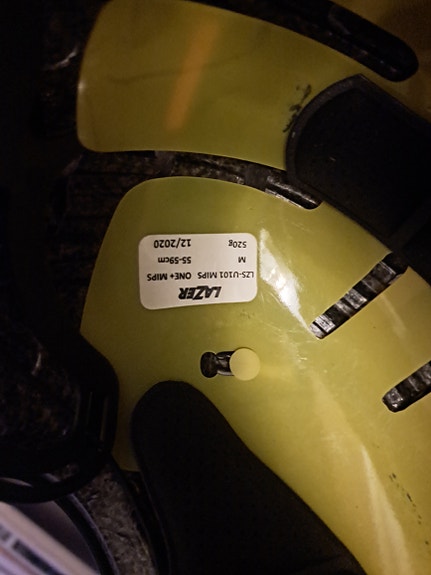 LAZER
LZS-U101 MIPS ONE+ MIPS
M 55-59cm
520g 12/2020